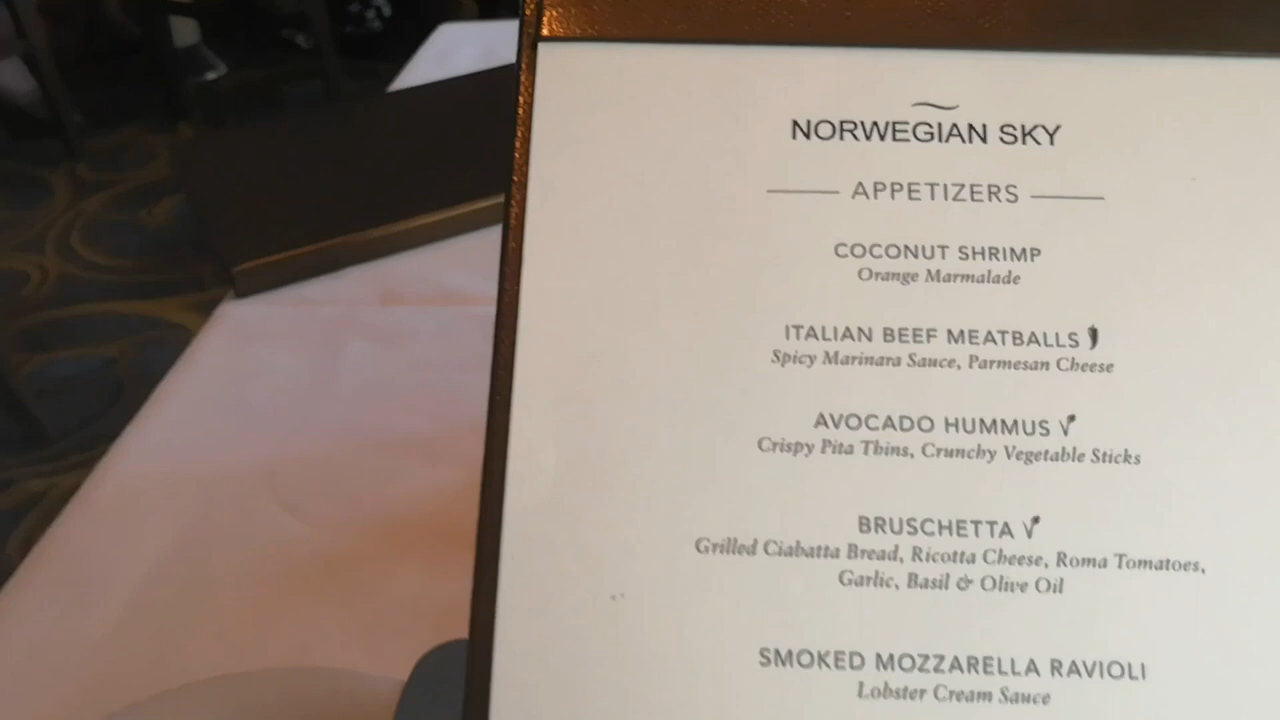 NORWEGIAN SKY
APPETIZERS
COCONUT SHRIMP
Orange Marmalade
ITALIAN BEEF MEATBALLS
Spicy Marinara Sauce, Parmesan Cheese
AVOCADO HUMMUS V
Crispy Pita Thins, Crunchy Vegetable Sticks
BRUSCHETTA V
Grilled Ciabatta Bread, Ricotta Cheese, Roma Tomatoes,
Garlic, Basil & Olive Oil
SMOKED MOZZARELLA RAVIOLI
Lobster Cream Sauce